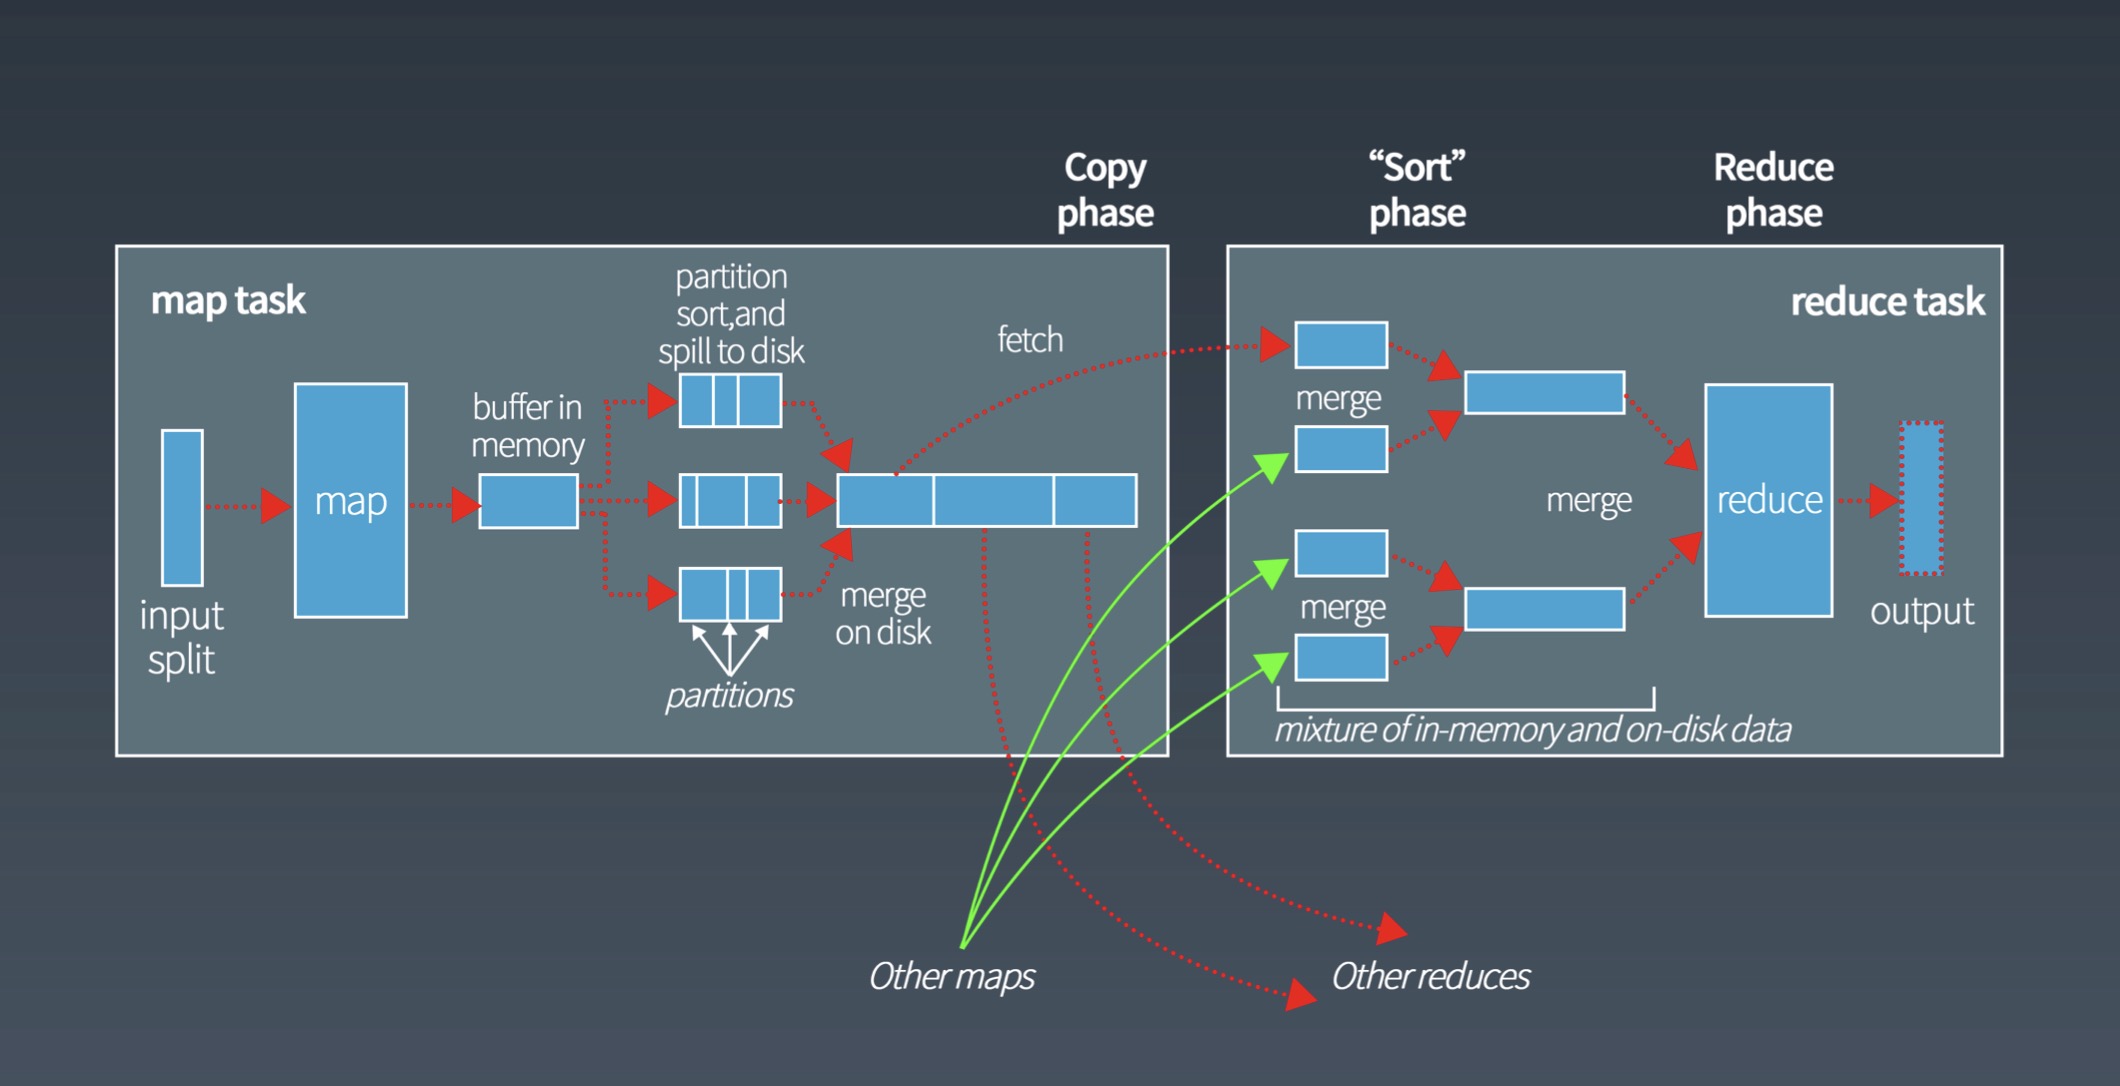 Copy
phase
“Sort”
phase
Reduce
phase
map task
partition
sort,and
spill to disk
fetch
buffer in
memory
map
input
split
merge
on disk
partitions
reduce task
merge
merge
merge
reduce
output
mixture of in-memory and on-disk data
Other maps
Other reduces